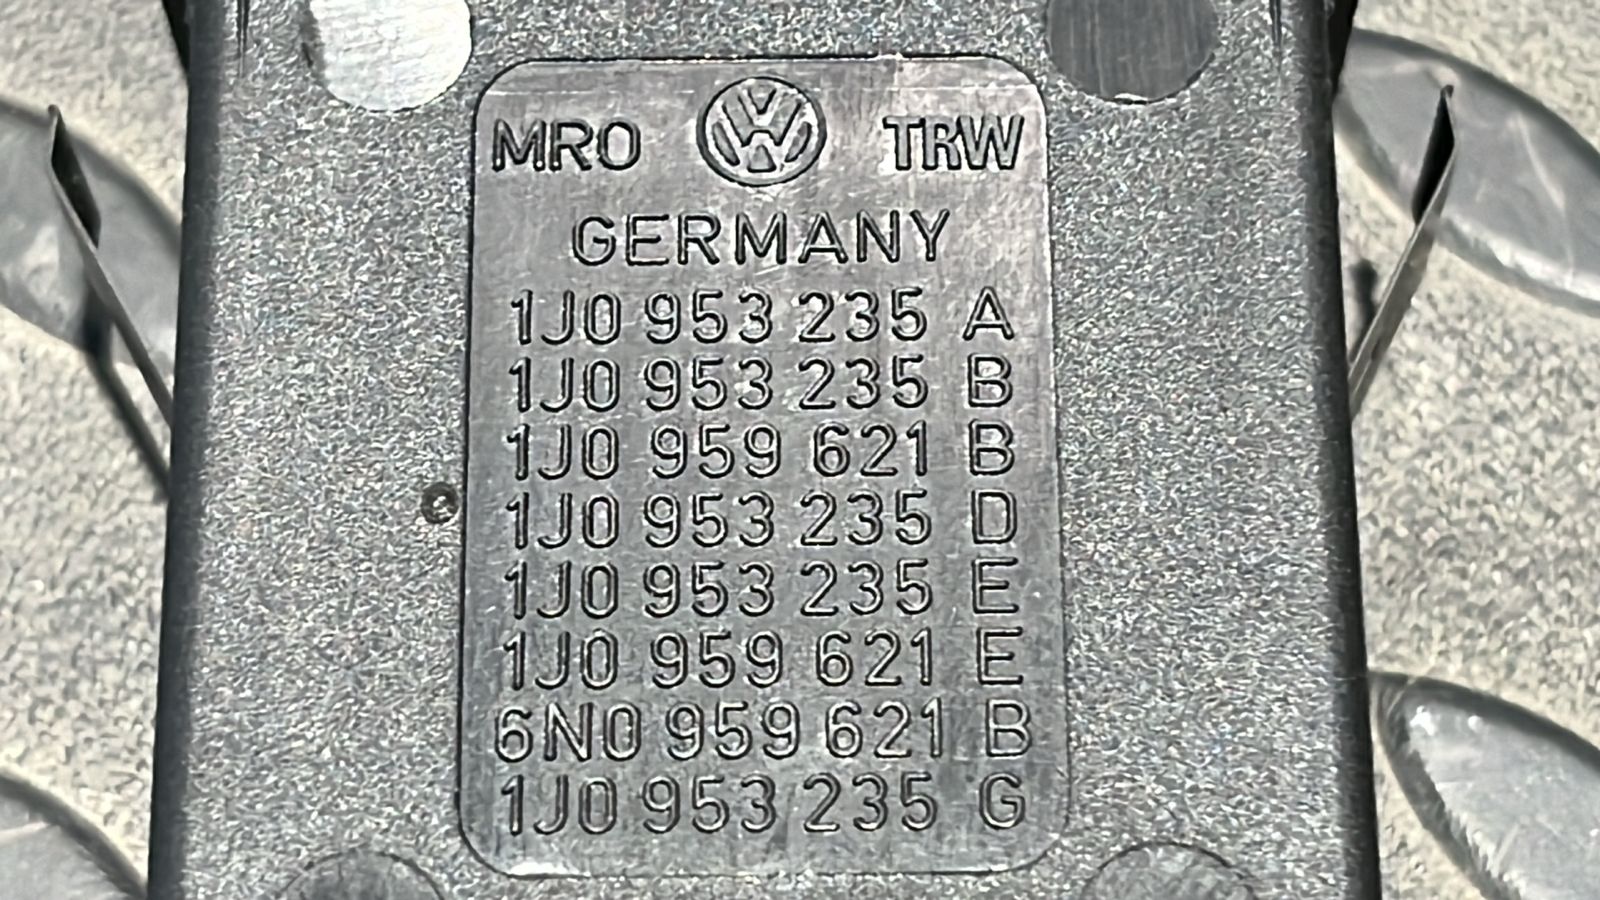 MRO VW TRW
GERMANY
1J0 953 235 A
1J0 953 235 B
1J0 959 621 B
1J0 953 235 D
1J0 953 235 E
1J0 959 621 E
6N0 959 621 B
1J0 953 235 G